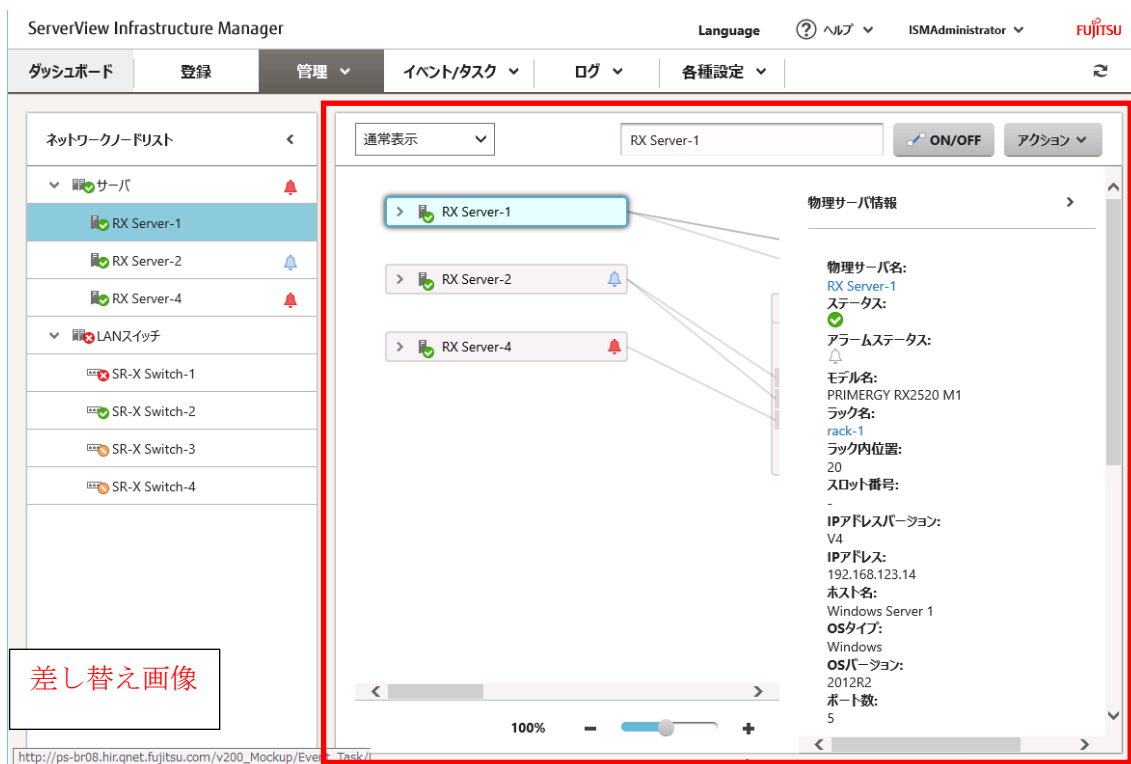 ServerView Infrastructure Manager
Language
ヘルプ
ISMAdministrator
FUJITSU
ダッシュボード
登録
管理
イベント/タスク
ログ
各種設定
ネットワークノードリスト
サーバ
RX Server-1
RX Server-2
RX Server-4
LANスイッチ
SR-X Switch-1
SR-X Switch-2
SR-X Switch-3
SR-X Switch-4
差し替え画像
通常表示
RX Server-1
ON/OFF
アクション
RX Server-1
RX Server-2
RX Server-4
100%
物理サーバ情報
物理サーバ名:
RX Server-1
ステータス:
アラームステータス:
モデル名:
PRIMERGY RX2520 M1
ラック名:
rack-1
ラック内位置:
20
スロット番号:
-
IPアドレスバージョン:
V4
IPアドレス:
192.168.123.14
ホスト名:
Windows Server 1
OSタイプ:
Windows
OSバージョン:
2012R2
ポート数:
5
http://ps-br08.hir.qnet.fujitsu.com/v200_Mockup/Event_Task/